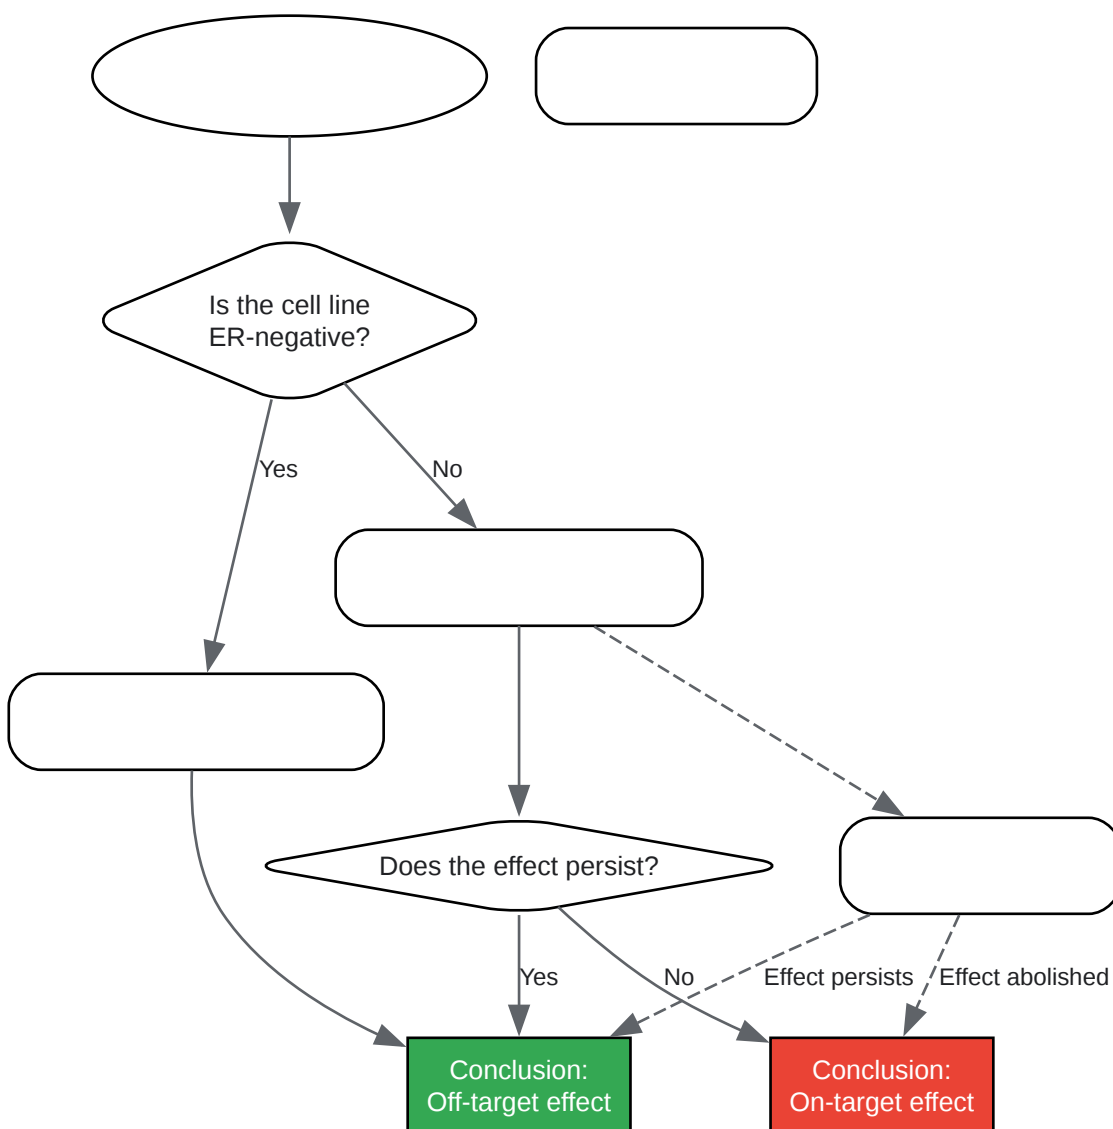 Is the cell line
ER-negative?
Yes
No
Does the effect persist?
Yes
No
Effect persists
Effect abolished
Conclusion:
Off-target effect
Conclusion:
On-target effect